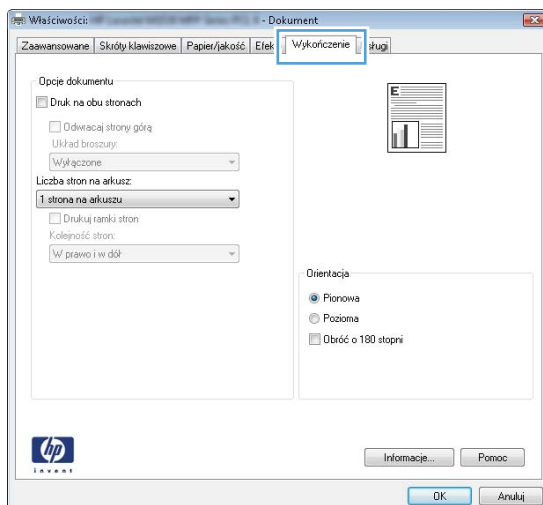 Właściwości: - Dokument
Zaawansowane Skróty klawiszowe Papier/jakość Efek Wykończenie sługi
Opcje dokumentu
Druk na obu stronach
Odwracaj strony górą
Układ broszury:
Wyłączone
Liczba stron na arkusz:
1 strona na arkuszu
Drukuj ramki stron
Kolejność stron:
W prawo i w dół
E
Orientacja
Pionowa
Pozioma
Obróć o 180 stopni
hp
invent
Informacje... Pomoc
OK Anuluj